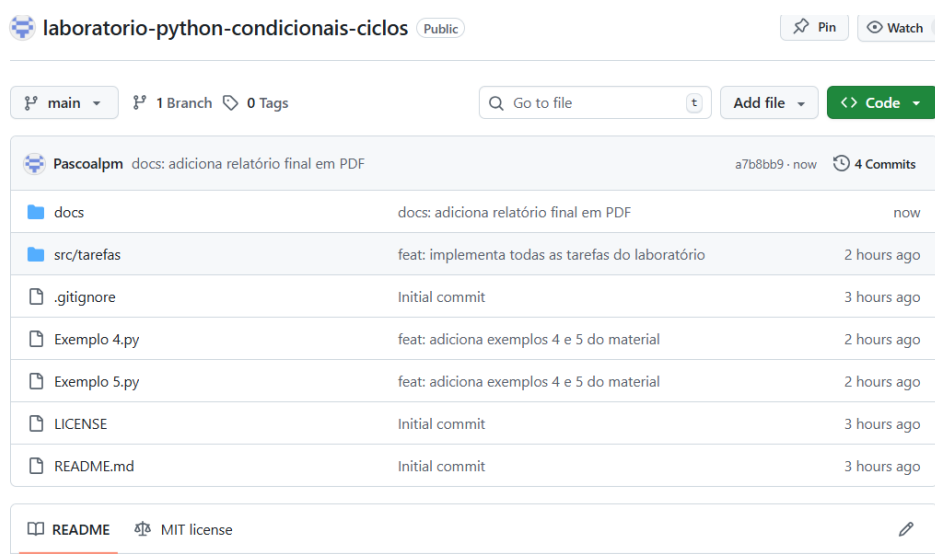 laboratorio-python-condicionais-ciclos Public Pin Watch
main 1 Branch 0 Tags Go to file t Add file Code
Pascoalpm docs: adiciona relatório final em PDF a7b8bb9 · now 4 Commits
docs docs: adiciona relatório final em PDF now
src/tarefas feat: implementa todas as tarefas do laboratório 2 hours ago
.gitignore Initial commit 3 hours ago
Exemplo 4.py feat: adiciona exemplos 4 e 5 do material 2 hours ago
Exemplo 5.py feat: adiciona exemplos 4 e 5 do material 2 hours ago
LICENSE Initial commit 3 hours ago
README.md Initial commit 3 hours ago
README MIT license